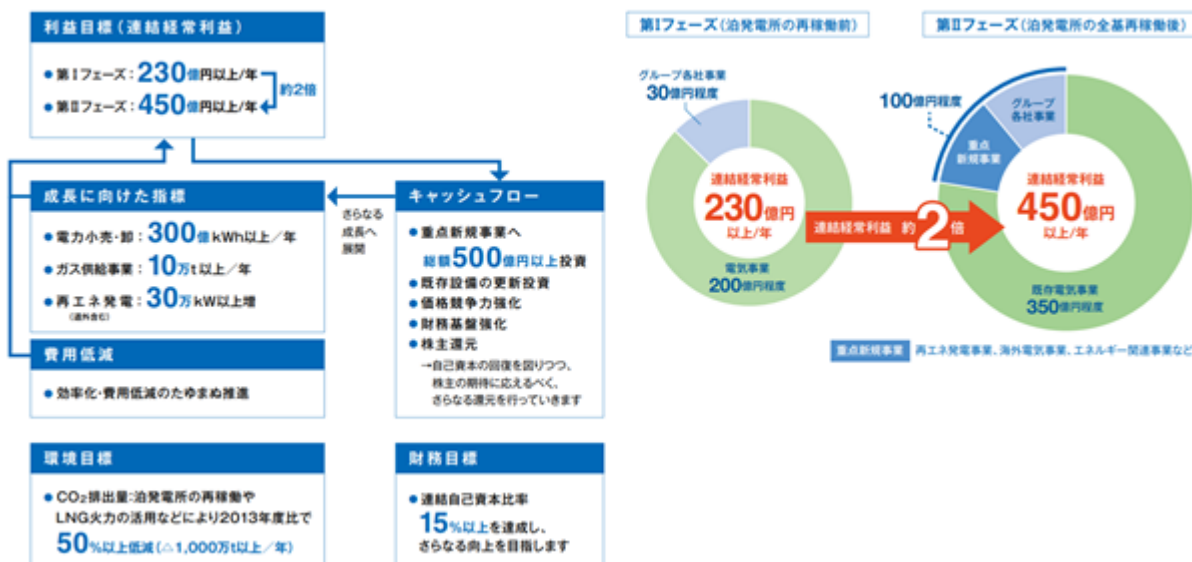 利益目標(連結経常利益)
●第Ⅰフェーズ:230億円以上/年
●第Ⅱフェーズ:450億円以上/年
約2倍
成長に向けた指標
●電力小売・卸:300億kWh以上/年
●ガス供給事業:10万t以上/年
●再エネ発電:30万kW以上増
(道外含む)
費用低減
●効率化・費用低減のたゆまぬ推進
さらなる
成長へ
展開
キャッシュフロー
●重点新規事業へ
総額500億円以上投資
●既存設備の更新投資
●価格競争力強化
●財務基盤強化
●株主還元
→自己資本の回復を図りつつ、
株主の期待に応えるべく、
さらなる還元を行っていきます
環境目標
●CO₂排出量:泊発電所の再稼働や
LNG火力の活用などにより2013年度比で
50%以上低減(△1,000万t以上/年)
財務目標
●連結自己資本比率
15%以上を達成し、
さらなる向上を目指します
第Ⅰフェーズ(泊発電所の再稼働前)
グループ各社事業
30億円程度
連結経常利益
230億円
以上/年
電気事業
200億円程度
連結経常利益 約2倍
第Ⅱフェーズ(泊発電所の全基再稼働後)
100億円程度
グループ
各社事業
重点
新規事業
連結経常利益
450億円
以上/年
既存電気事業
350億円程度
重点新規事業 再エネ発電事業、海外電気事業、エネルギー関連事業など